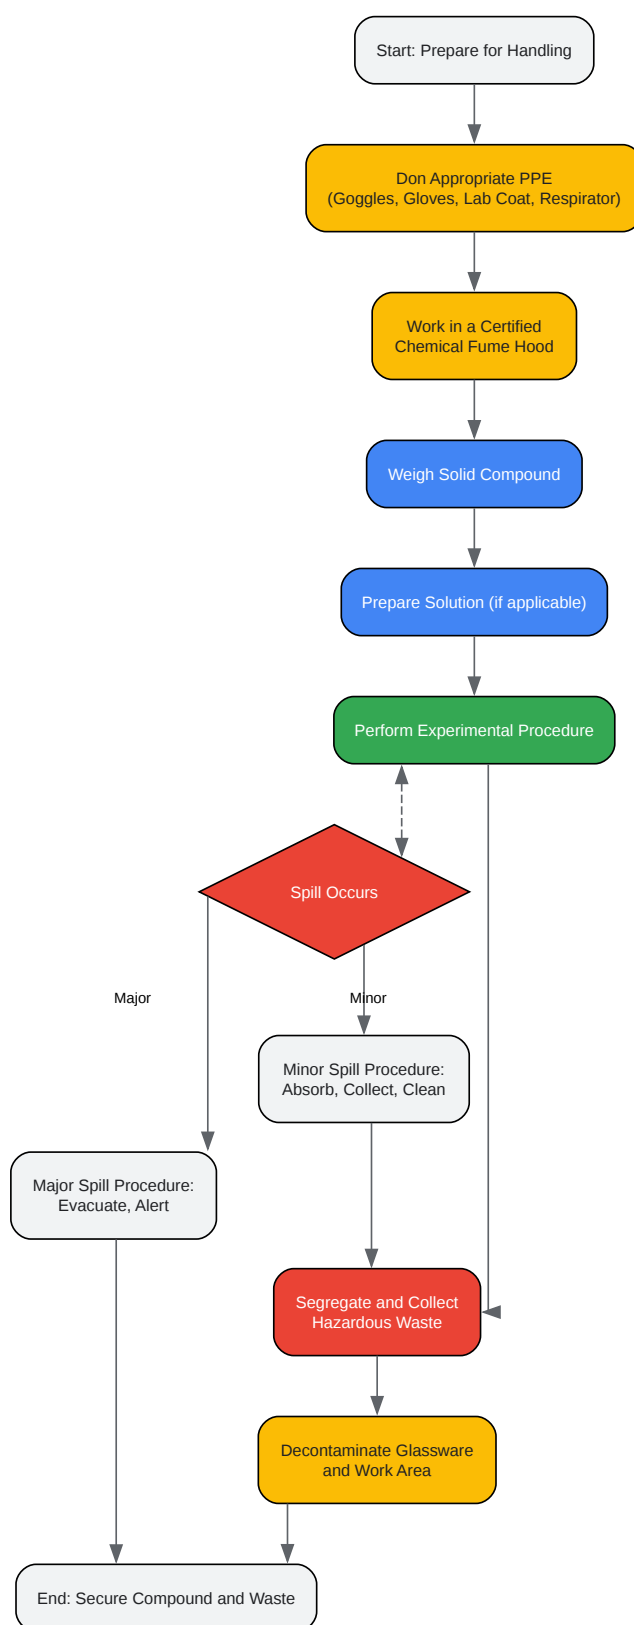 Start: Prepare for Handling
Don Appropriate PPE
(Goggles, Gloves, Lab Coat, Respirator)
Work in a Certified
Chemical Fume Hood
Weigh Solid Compound
Prepare Solution (if applicable)
Perform Experimental Procedure
Spill Occurs
Major
Minor
Minor Spill Procedure:
Absorb, Collect, Clean
Major Spill Procedure:
Evacuate, Alert
Segregate and Collect
Hazardous Waste
Decontaminate Glassware
and Work Area
End: Secure Compound and Waste